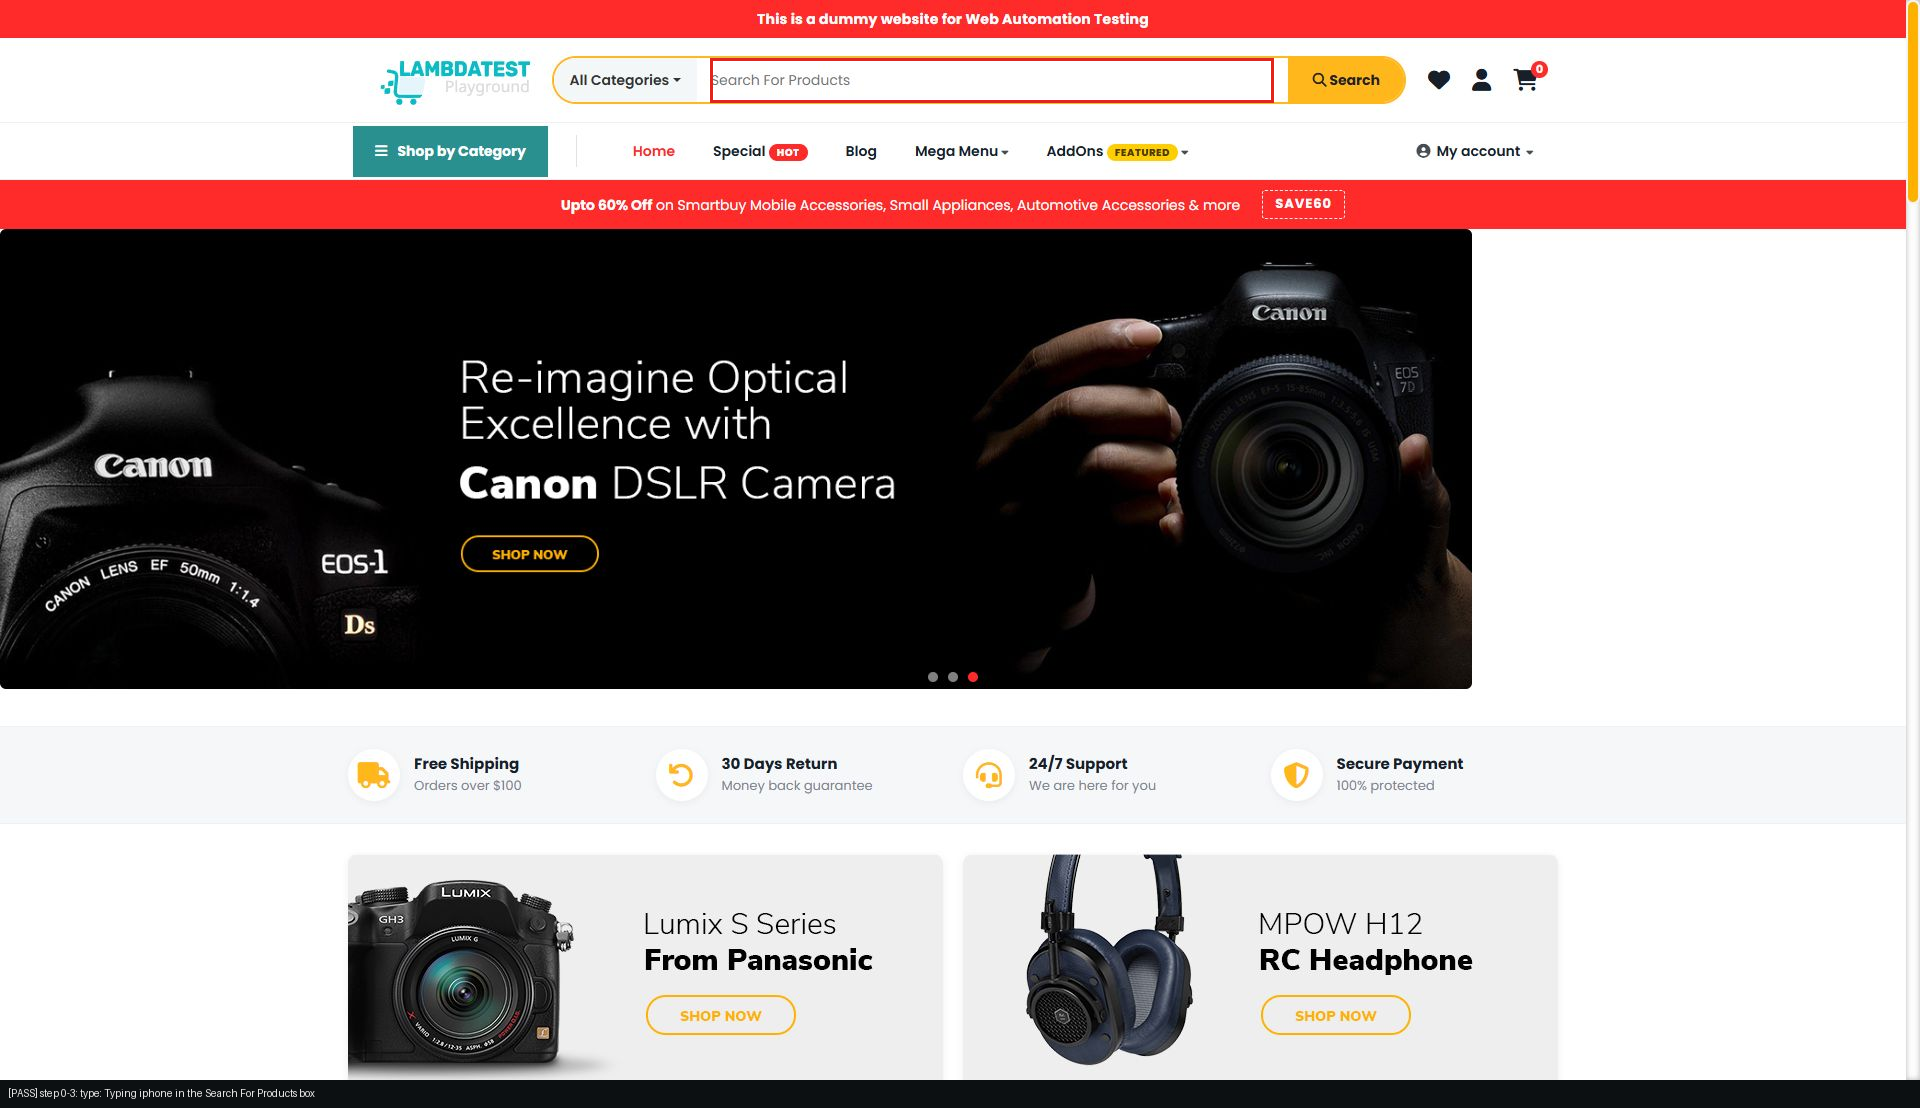 This is a dummy website for Web Automation Testing
LAMBDATEST
Playground
All Categories
Search For Products
Search
0
Shop by Category
Home
Special HOT
Blog
Mega Menu
AddOns FEATURED
My account
Upto 60% Off on Smartbuy Mobile Accessories, Small Appliances, Automotive Accessories & more
SAVE60
Re-imagine Optical
Excellence with
Canon DSLR Camera
SHOP NOW
Canon
EOS-1
Ds
CANON LENS EF 50mm 1:1.4
Canon
EOS
7D
Free Shipping
Orders over $100
30 Days Return
Money back guarantee
24/7 Support
We are here for you
Secure Payment
100% protected
LUMIX
GH3
LUMIX G
Lumix S Series
From Panasonic
SHOP NOW
MPOW H12
RC Headphone
SHOP NOW
[PASS] step 0-3: type: Typing iphone in the Search For Products box